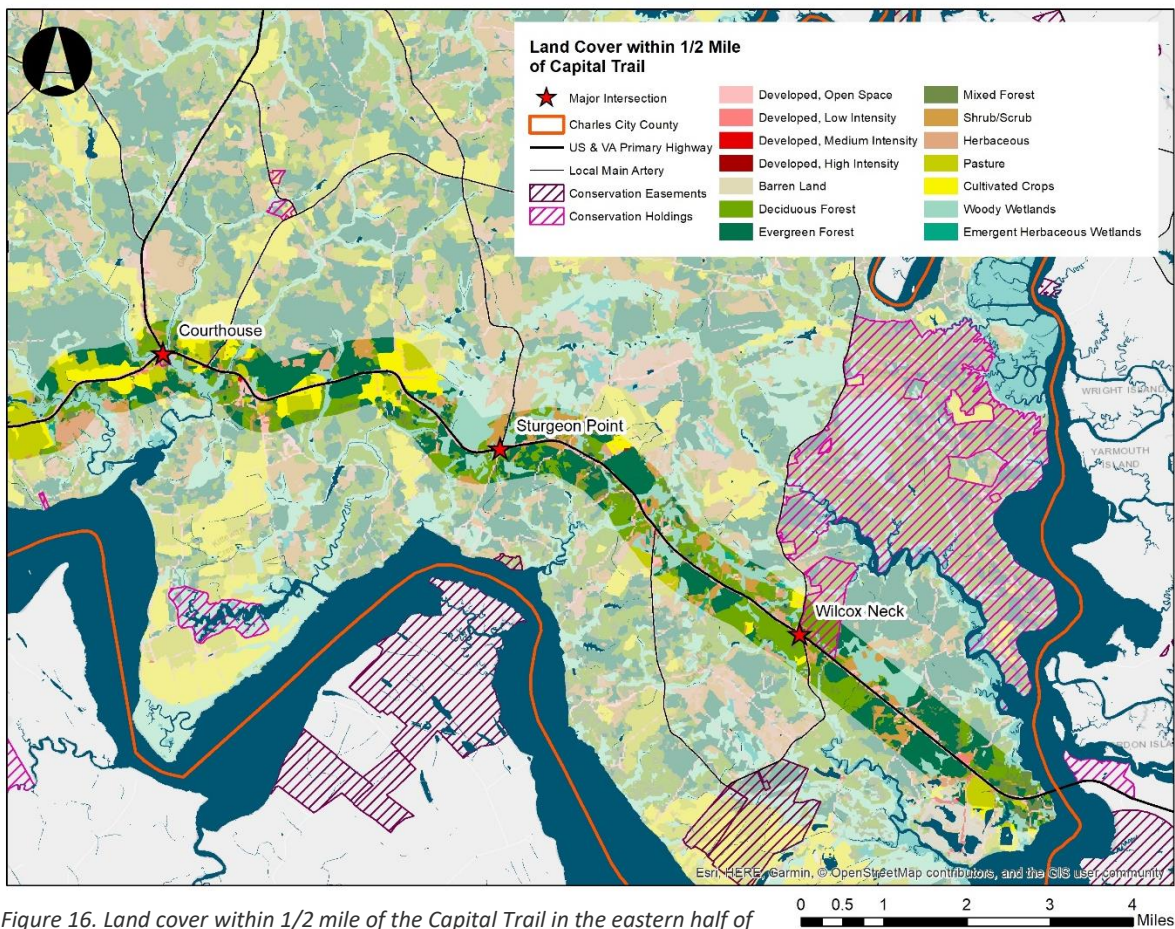 Land Cover within 1/2 Mile
of Capital Trail
Major Intersection
Charles City County
US & VA Primary Highway
Local Main Artery
Conservation Easements
Conservation Holdings
Developed, Open Space
Developed, Low Intensity
Developed, Medium Intensity
Developed, High Intensity
Barren Land
Deciduous Forest
Evergreen Forest
Mixed Forest
Shrub/Scrub
Herbaceous
Pasture
Cultivated Crops
Woody Wetlands
Emergent Herbaceous Wetlands
Courthouse
WRIGHT ISLAND
Sturgeon Point
YARMOUTH
ISLAND
Wilcox Neck
Esri, HERE, Garmin, © OpenStreetMap contributors, and the GIS user community
Figure 16. Land cover within 1/2 mile of the Capital Trail in the eastern half of
0 0.5 1 2 3 4
Miles